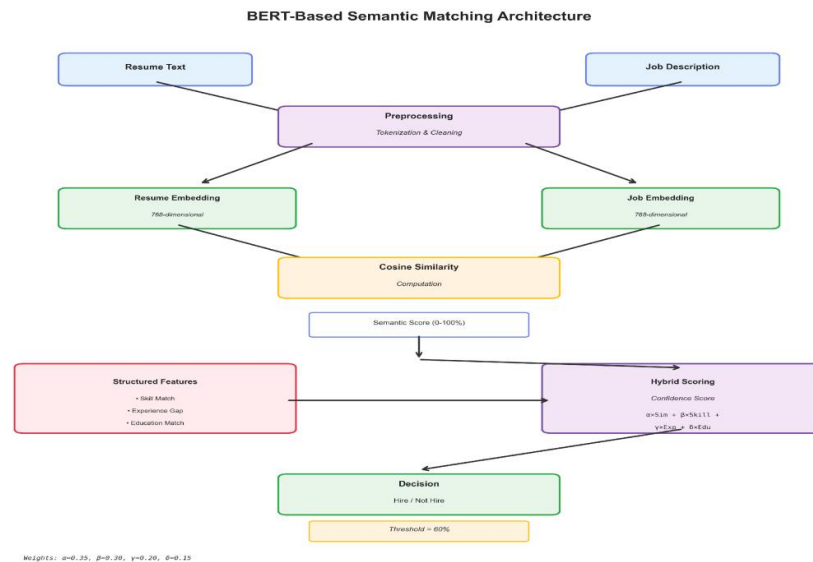 BERT-Based Semantic Matching Architecture
Resume Text
Job Description
Preprocessing
Tokenization & Cleaning
Resume Embedding
768-dimensional
Job Embedding
768-dimensional
Cosine Similarity
Computation
Semantic Score (0-100%)
Structured Features
• Skill Match
• Experience Gap
• Education Match
Hybrid Scoring
Confidence Score
α×Sim + β×Skill +
γ×Exp + δ×Edu
Decision
Hire / Not Hire
Threshold = 60%
Weights: α=0.35, β=0.30, γ=0.20, δ=0.15